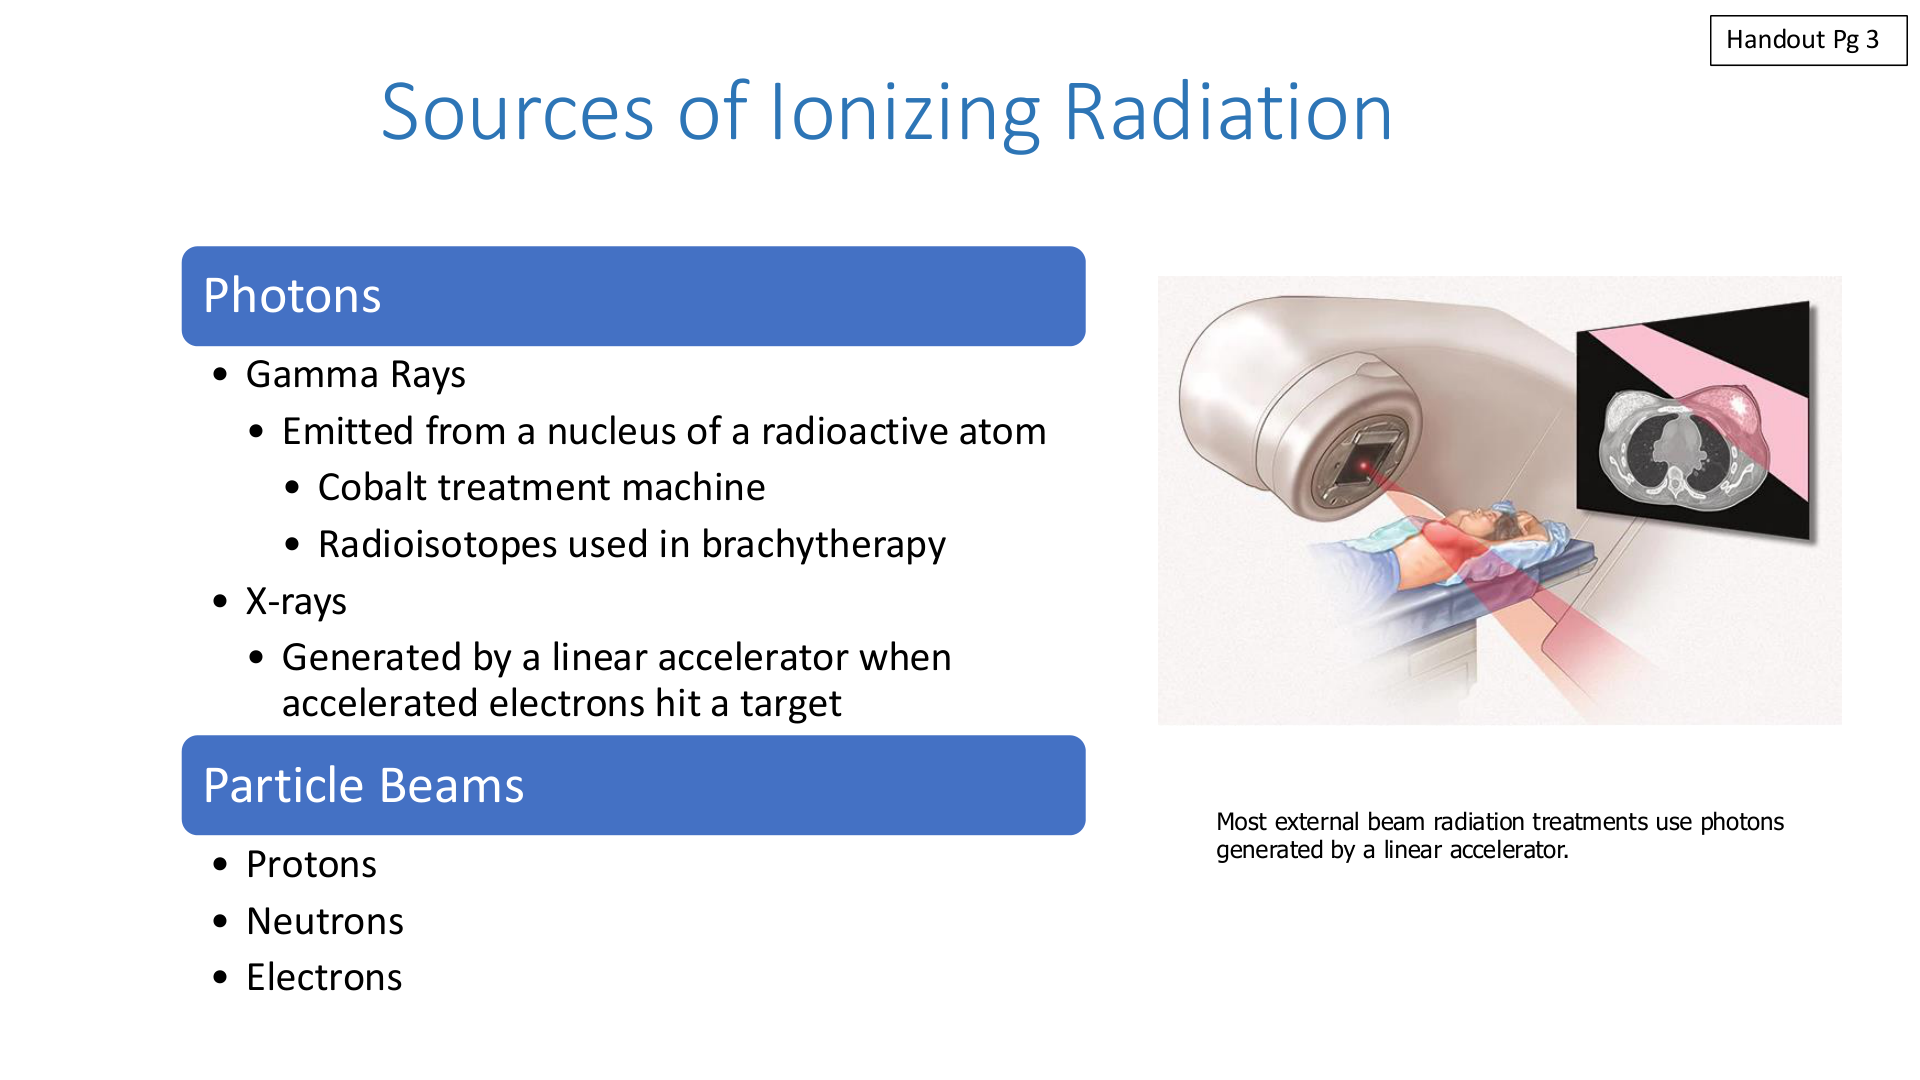 Handout Pg 3
Sources of Ionizing Radiation
Photons
• Gamma Rays
• Emitted from a nucleus of a radioactive atom
• Cobalt treatment machine
• Radioisotopes used in brachytherapy
• X-rays
• Generated by a linear accelerator when
accelerated electrons hit a target
Particle Beams
• Protons
• Neutrons
• Electrons
Most external beam radiation treatments use photons
generated by a linear accelerator.